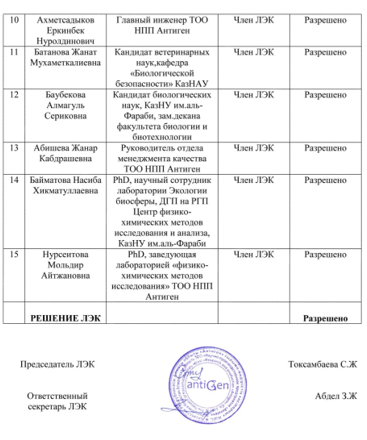 10 Ахметсадыков Главный инженер ТОО Член ЛЭК Разрешено
Еркинбек НПП Антиген
Нуролдинович
11 Батанова Жанат Кандидат ветеринарных Член ЛЭК Разрешено
Мухаметкалиевна наук,кафедра
«Биологической
безопасности» КазНАУ
12 Баубекова Кандидат биологических Член ЛЭК Разрешено
Алмагуль наук, КазНУ им.аль-
Сериковна Фараби, зам.декана
факультета биологии и
биотехнологии
13 Абишева Жанар Руководитель отдела Член ЛЭК Разрешено
Кабдрашевна менеджмента качества
ТОО НПП Антиген
14 Байматова Насиба PhD, научный сотрудник Член ЛЭК Разрешено
Хикматуллаевна лаборатории Экологии
биосферы, ДГП на РГП
Центр физико-
химических методов
исследования и анализа,
КазНУ им.аль-Фараби
15 Нурсеитова PhD, заведующая Член ЛЭК Разрешено
Мольдир лабораторией «физико-
Айтжановна химических методов
исследования» ТОО НПП
Антиген
РЕШЕНИЕ ЛЭК Разрешено
Председатель ЛЭК Токсамбаева С.Ж
antiGen
Ответственный Абдел З.Ж
секретарь ЛЭК